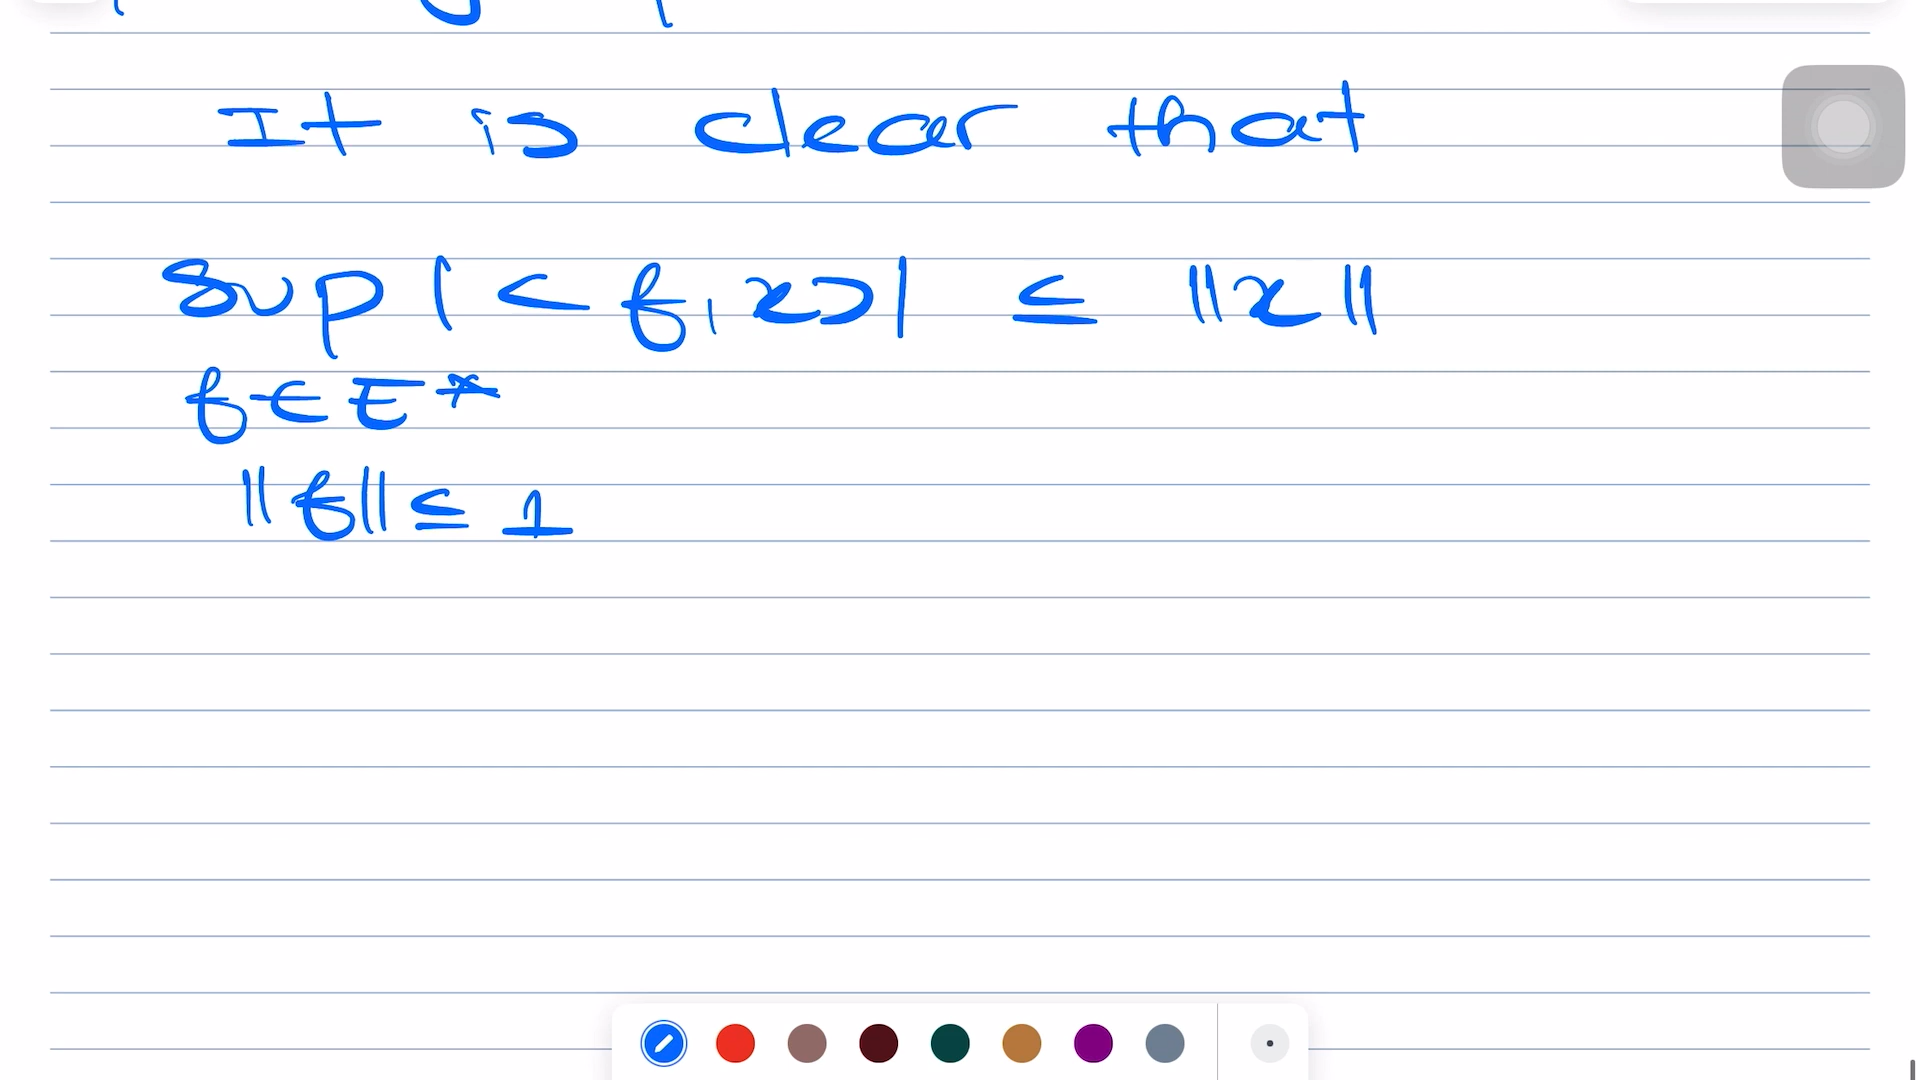 It is clear that
Sup |<f,x>| ≤ ||x||
f∈E*
||f|| ≤ 1